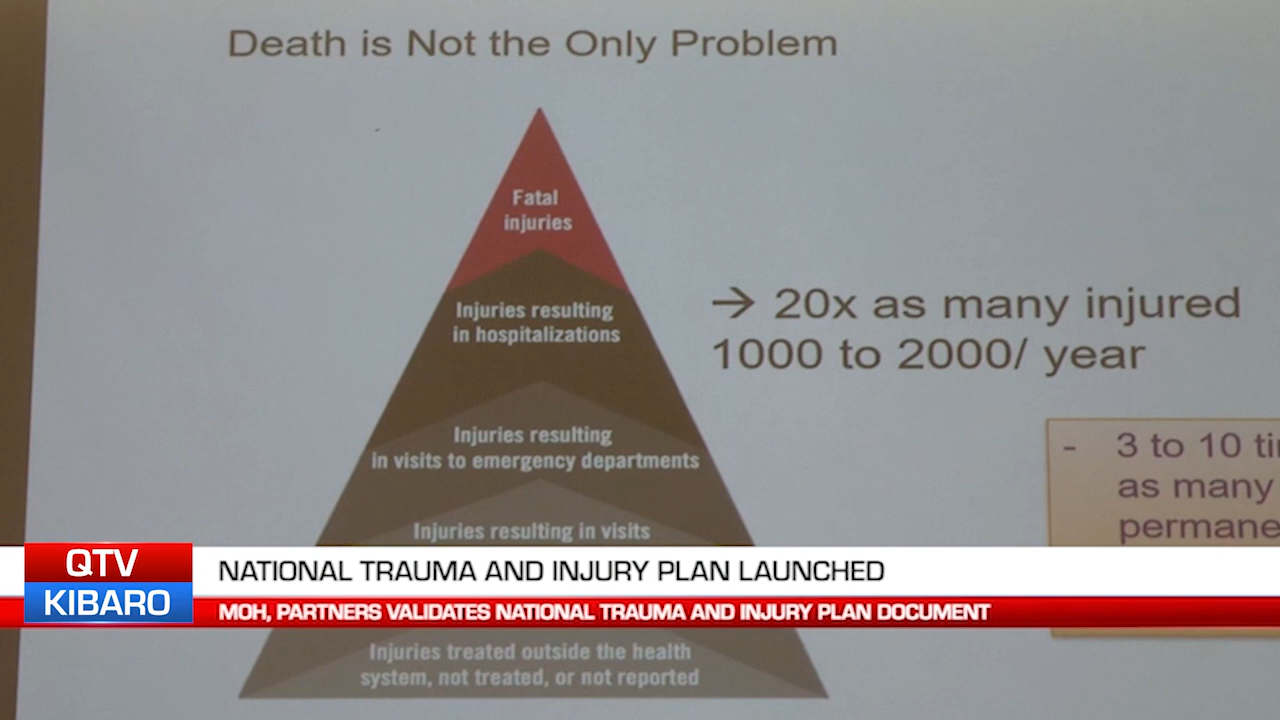 Death is Not the Only Problem
Fatal
injuries
Injuries resulting
in hospitalizations
Injuries resulting
in visits to emergency departments
Injuries resulting in visits
→ 20x as many injured
1000 to 2000/ year
- 3 to 10
as many
QTV
KIBARO
NATIONAL TRAUMA AND INJURY PLAN LAUNCHED
MOH, PARTNERS VALIDATES NATIONAL TRAUMA AND INJURY PLAN DOCUMENT
Injuries treated outside the health
system, not treated, or not reported